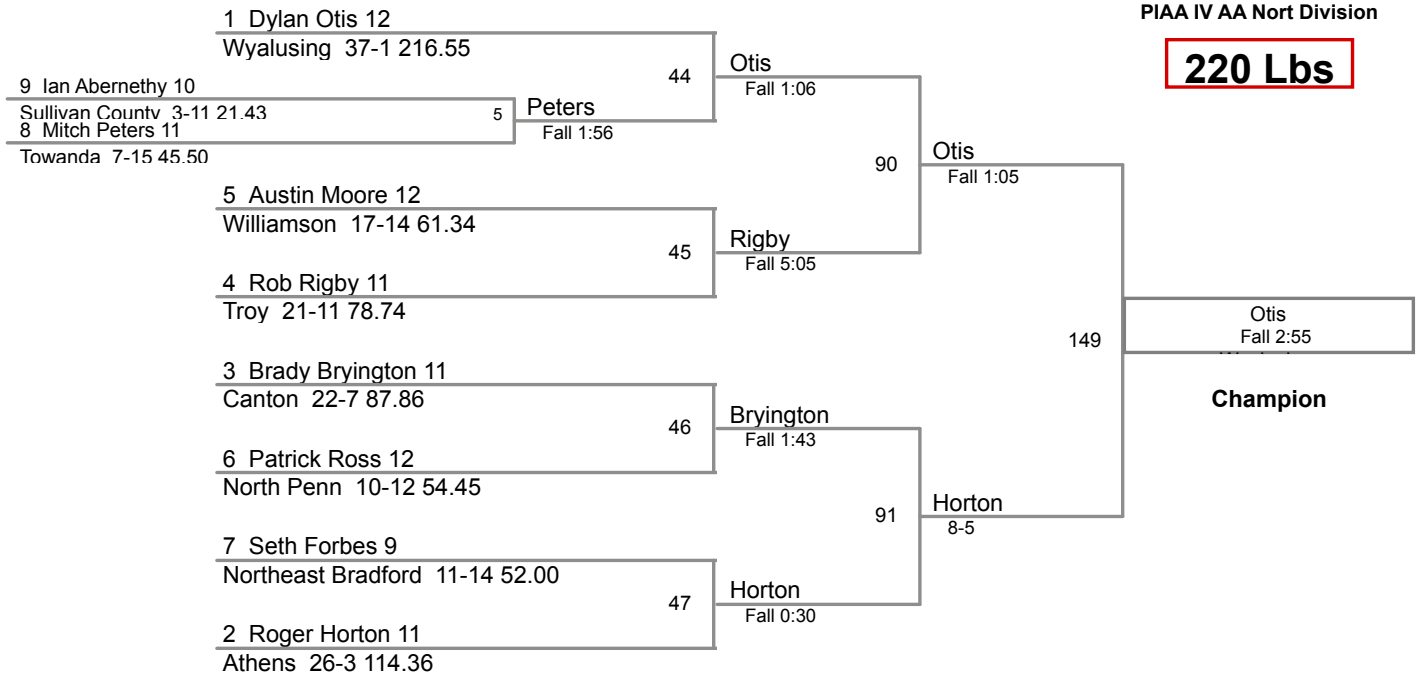 PIAA IV AA Nort Division
220 Lbs
1 Dylan Otis 12
Wyalusing 37-1 216.55
9 Ian Abernethy 10
Sullivan County 3-11 21.43
8 Mitch Peters 11
Towanda 7-15 45.50
5
Peters
Fall 1:56
44
Otis
Fall 1:06
5 Austin Moore 12
Williamson 17-14 61.34
4 Rob Rigby 11
Troy 21-11 78.74
45
Rigby
Fall 5:05
90
Otis
Fall 1:05
3 Brady Bryington 11
Canton 22-7 87.86
6 Patrick Ross 12
North Penn 10-12 54.45
46
Bryington
Fall 1:43
7 Seth Forbes 9
Northeast Bradford 11-14 52.00
2 Roger Horton 11
Athens 26-3 114.36
47
Horton
Fall 0:30
91
Horton
8-5
149
Otis
Fall 2:55
Champion